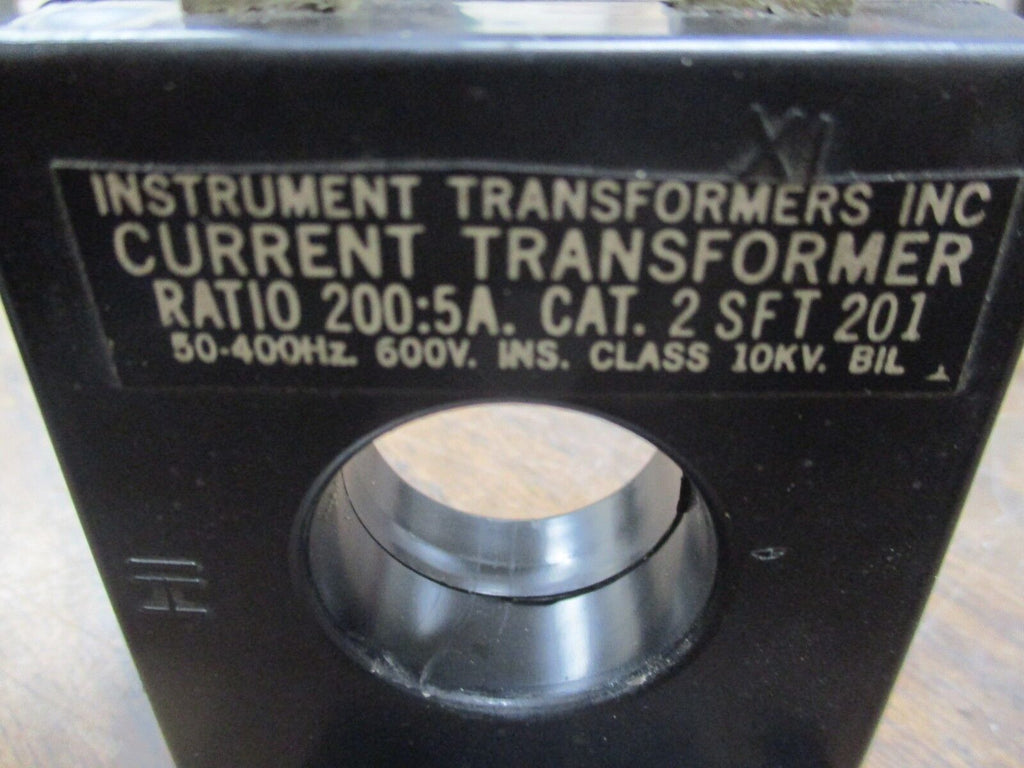 X1
INSTRUMENT TRANSFORMERS INC
CURRENT TRANSFORMER
RATIO 200:5A. CAT. 2 SFT 201
50-400Hz. 600V. INS. CLASS 10KV. BIL
H1